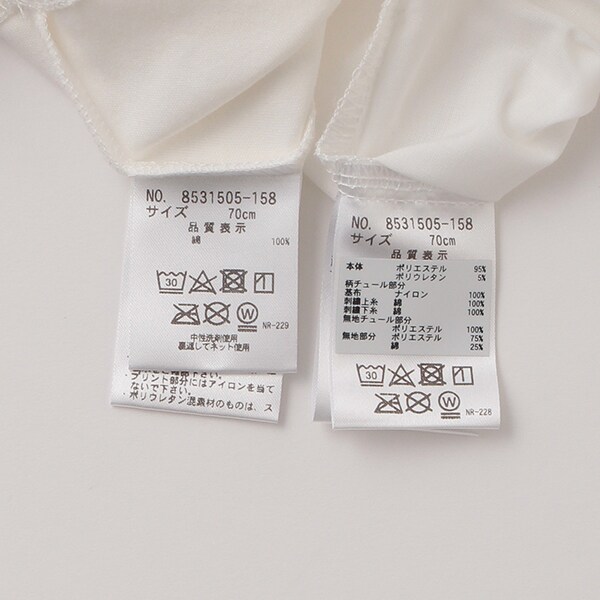 NO. 8531505-158
サイズ 70cm
品質表示
綿 100%
30
W
NR-229
中性洗剤使用
裏返してネット使用
・プリント部分にはアイロンを当て
ないで下さい。
・ポリウレタン混素材のものは、ス
NO. 8531505-158
サイズ 70cm
品質表示
本体 ポリエステル 95%
ポリウレタン 5%
柄チュール部分
基布 ナイロン 100%
刺繍上糸 綿 100%
刺繍下糸 綿 100%
無地チュール部分
ポリエステル 100%
無地部分 ポリエステル 75%
綿 25%
30
W
NR-228